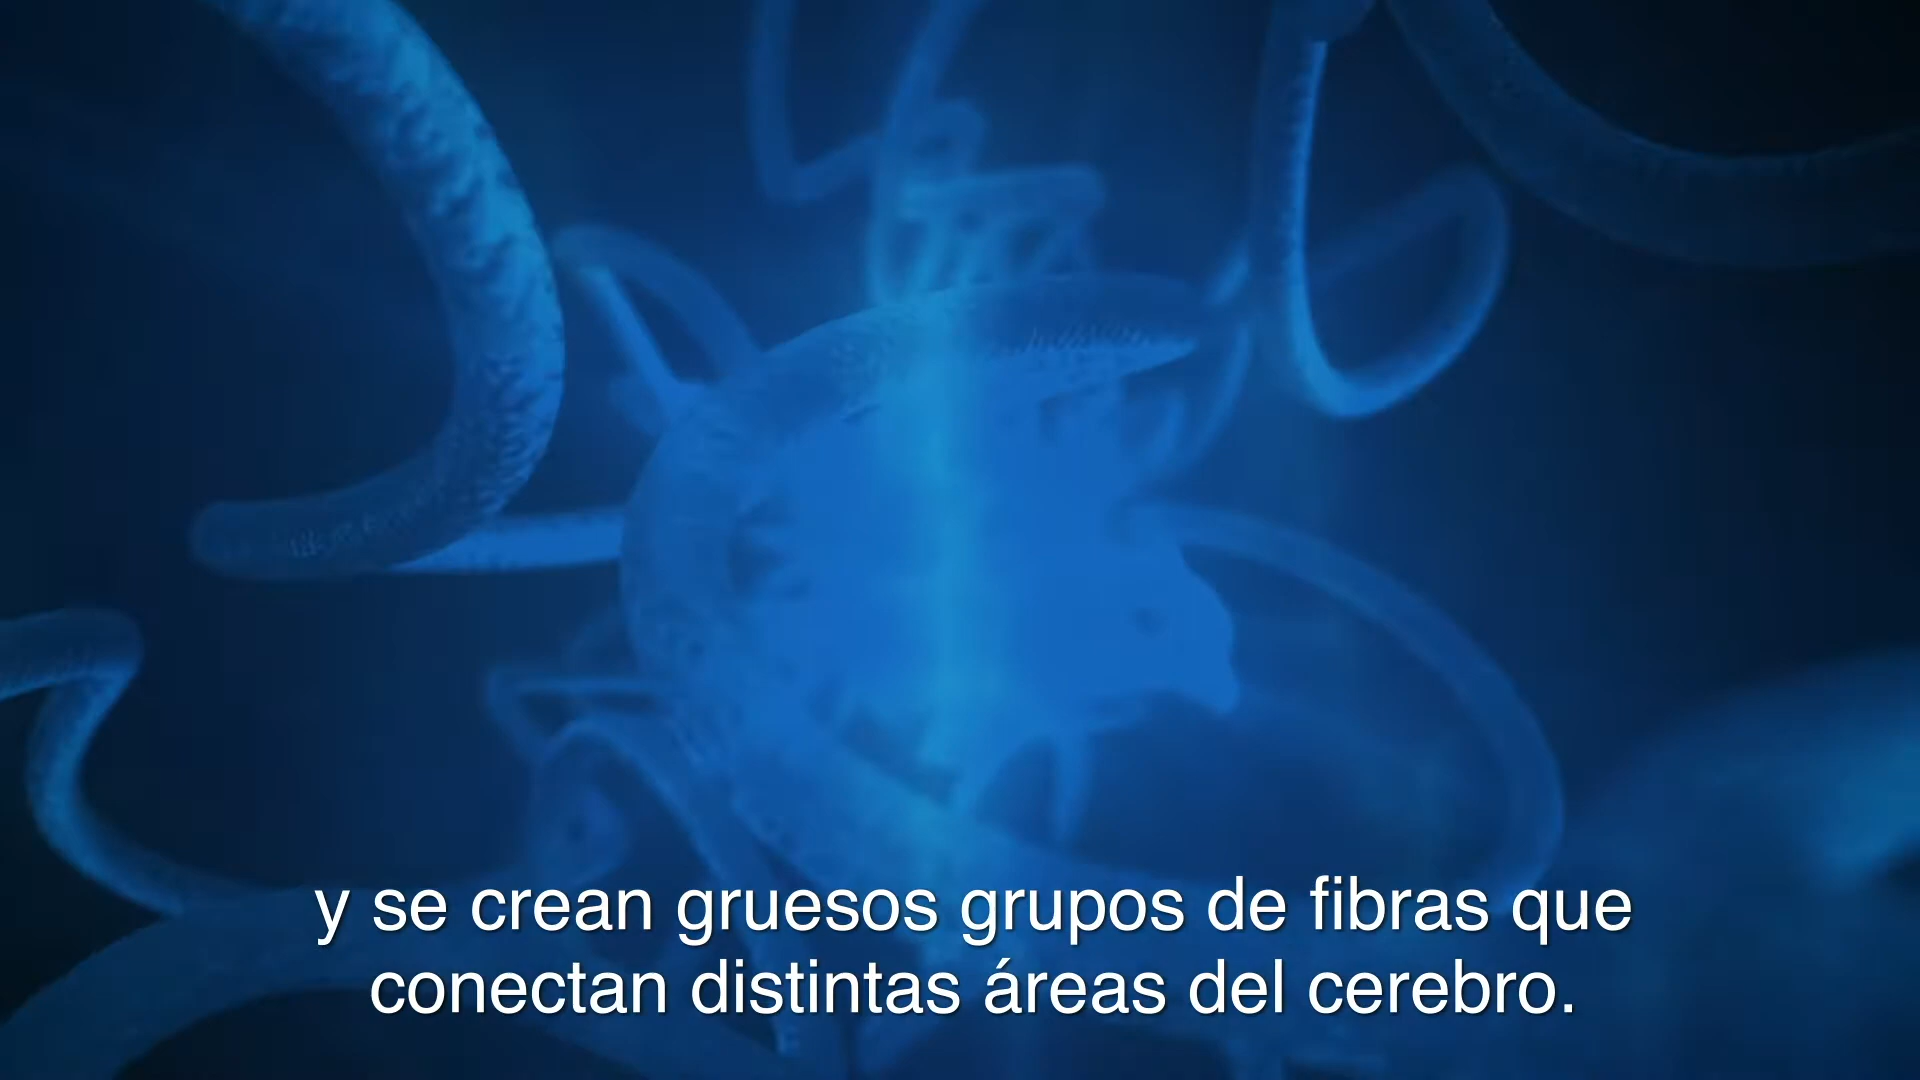 y se crean gruesos grupos de fibras que
conectan distintas áreas del cerebro.